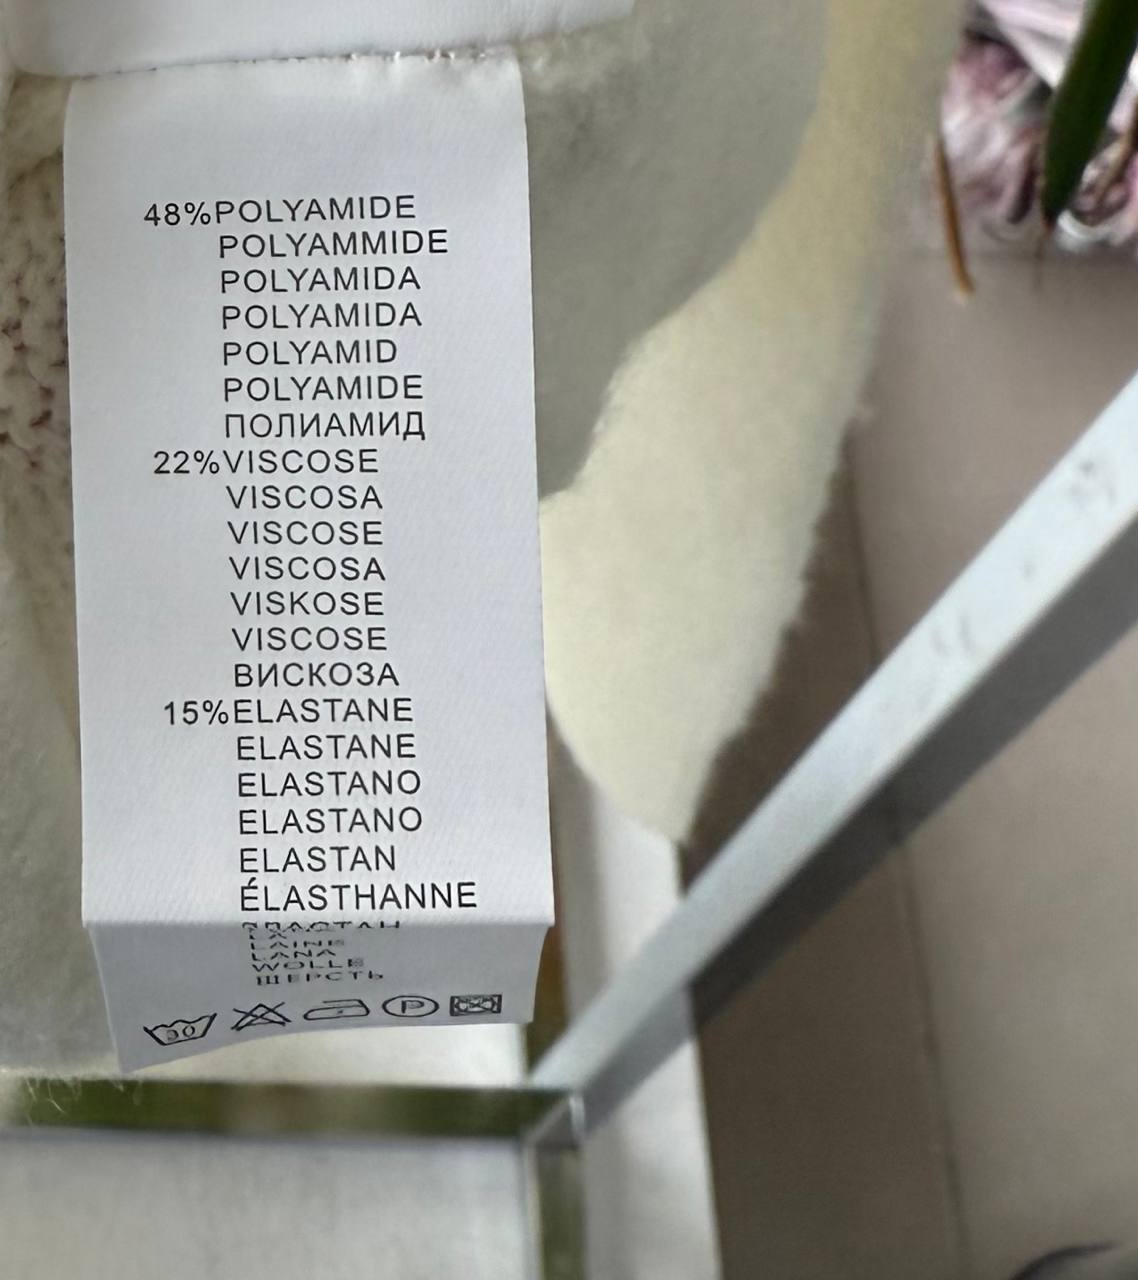 48%POLYAMIDE
POLYAMMIDE
POLYAMIDA
POLYAMIDA
POLYAMID
POLYAMIDE
ПОЛИАМИД
22%VISCOSE
VISCOSA
VISCOSE
VISCOSA
VISKOSE
VISCOSE
ВИСКОЗА
15%ELASTANE
ELASTANE
ELASTANO
ELASTANO
ELASTAN
ÉLASTHANNE
LAINE
LANA
WOLLE
ШЕРСТЬ
30 P